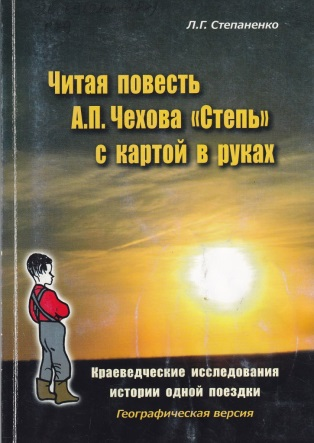 Л.Г. Степаненко
Читая повесть
А.П. Чехова «Степь»
с картой в руках
Краеведческие исследования
истории одной поездки
Географическая версия